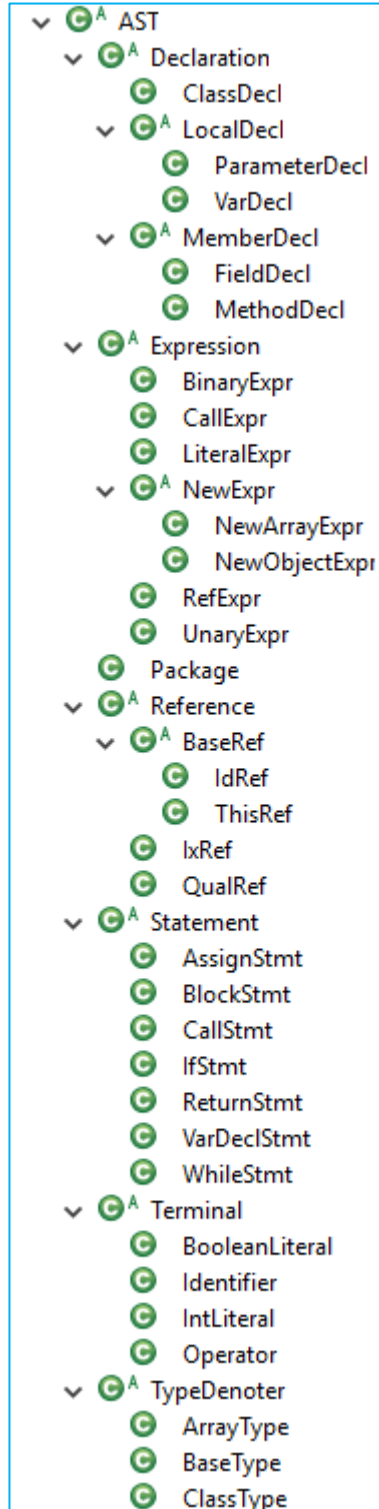 C A AST
C A Declaration
C ClassDecl
C A LocalDecl
C ParameterDecl
C VarDecl
C A MemberDecl
C FieldDecl
C MethodDecl
C A Expression
C BinaryExpr
C CallExpr
C LiteralExpr
C A NewExpr
C NewArrayExpr
C NewObjectExpr
C RefExpr
C UnaryExpr
C Package
C A Reference
C A BaseRef
C IdRef
C ThisRef
C IxRef
C QualRef
C A Statement
C AssignStmt
C BlockStmt
C CallStmt
C IfStmt
C ReturnStmt
C VarDeclStmt
C WhileStmt
C A Terminal
C BooleanLiteral
C Identifier
C IntLiteral
C Operator
C A TypeDenoter
C ArrayType
C BaseType
C ClassType